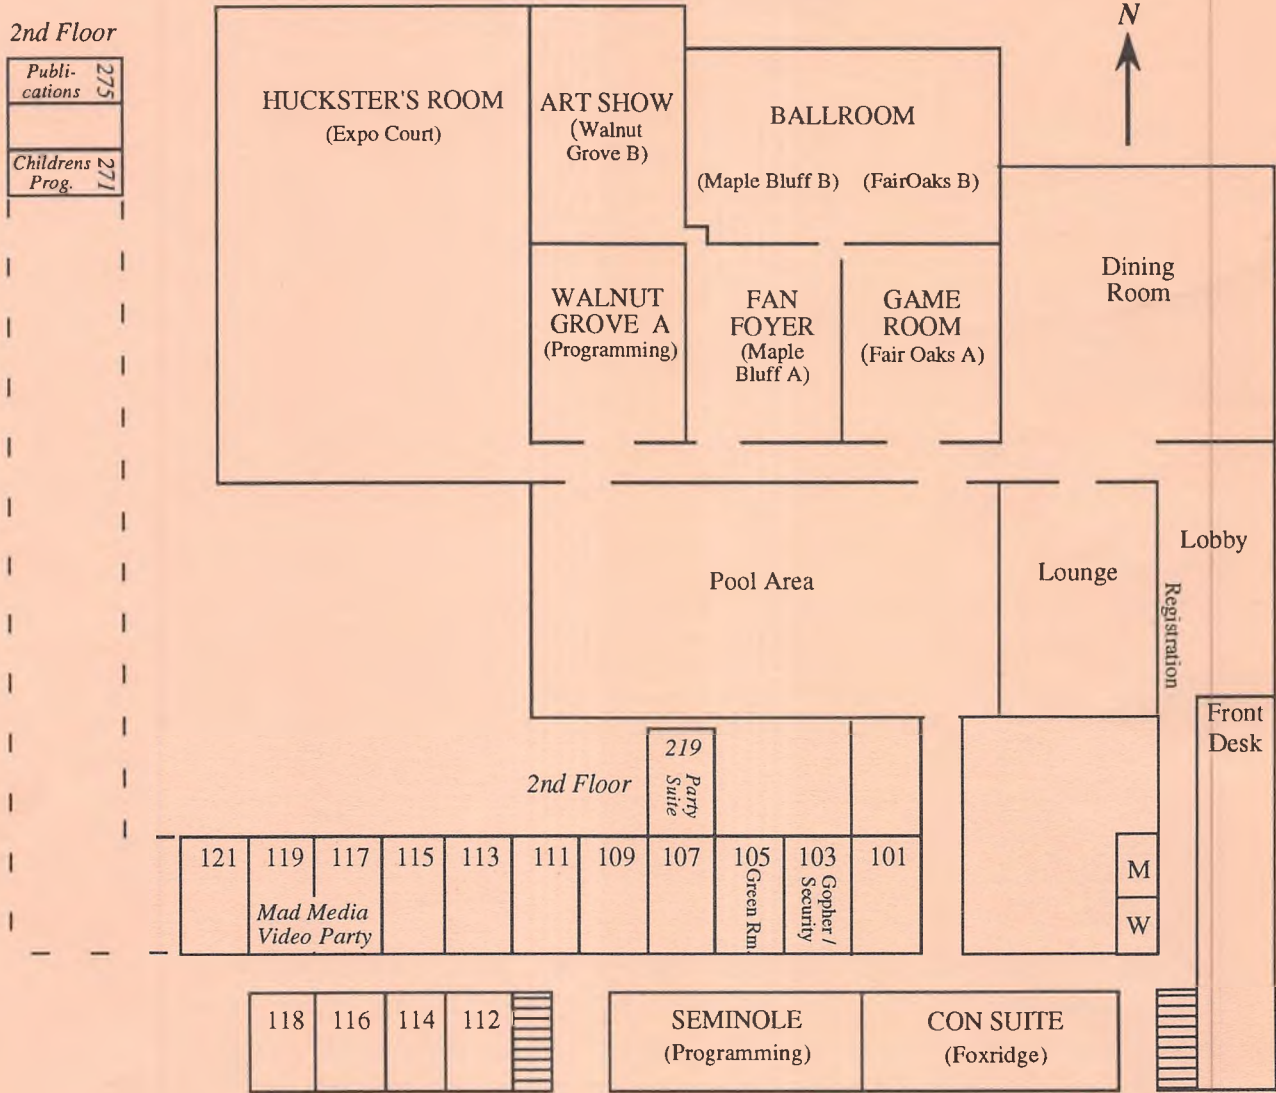 2nd Floor
Publi-
cations
275
Childrens
Prog.
271
HUCKSTER'S ROOM
(Expo Court)
ART SHOW
(Walnut
Grove B)
BALLROOM
(Maple Bluff B) (FairOaks B)
N
Dining
Room
WALNUT
GROVE A
(Programming)
FAN
FOYER
(Maple
Bluff A)
GAME
ROOM
(Fair Oaks A)
Pool Area
Lounge
Lobby
Registration
Front
Desk
2nd Floor
219
Party
Suite
121
119
117
Mad Media
Video Party
115
113
111
109
107
105
Green Rm
103
Gopher /
Security
101
M
W
118
116
114
112
SEMINOLE
(Programming)
CON SUITE
(Foxridge)